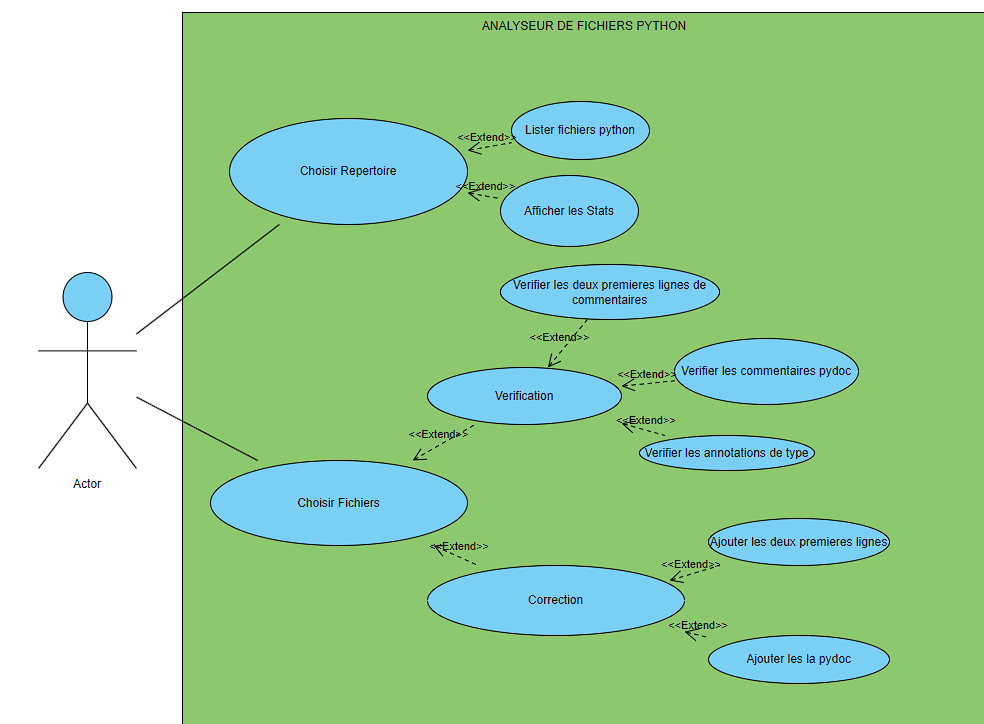 ANALYSEUR DE FICHIERS PYTHON
Lister fichiers python
<<Extend>>
Choisir Repertoire
<<Extend>>
Afficher les Stats
Verifier les deux premieres lignes de
commentaires
<<Extend>>
Verifier les commentaires pydoc
<<Extend>>
Verification
<<Extend>>
Verifier les annotations de type
<<Extend>>
Actor
Choisir Fichiers
<<Extend>>
Ajouter les deux premieres lignes
<<Extend>>
Correction
<<Extend>>
Ajouter les la pydoc